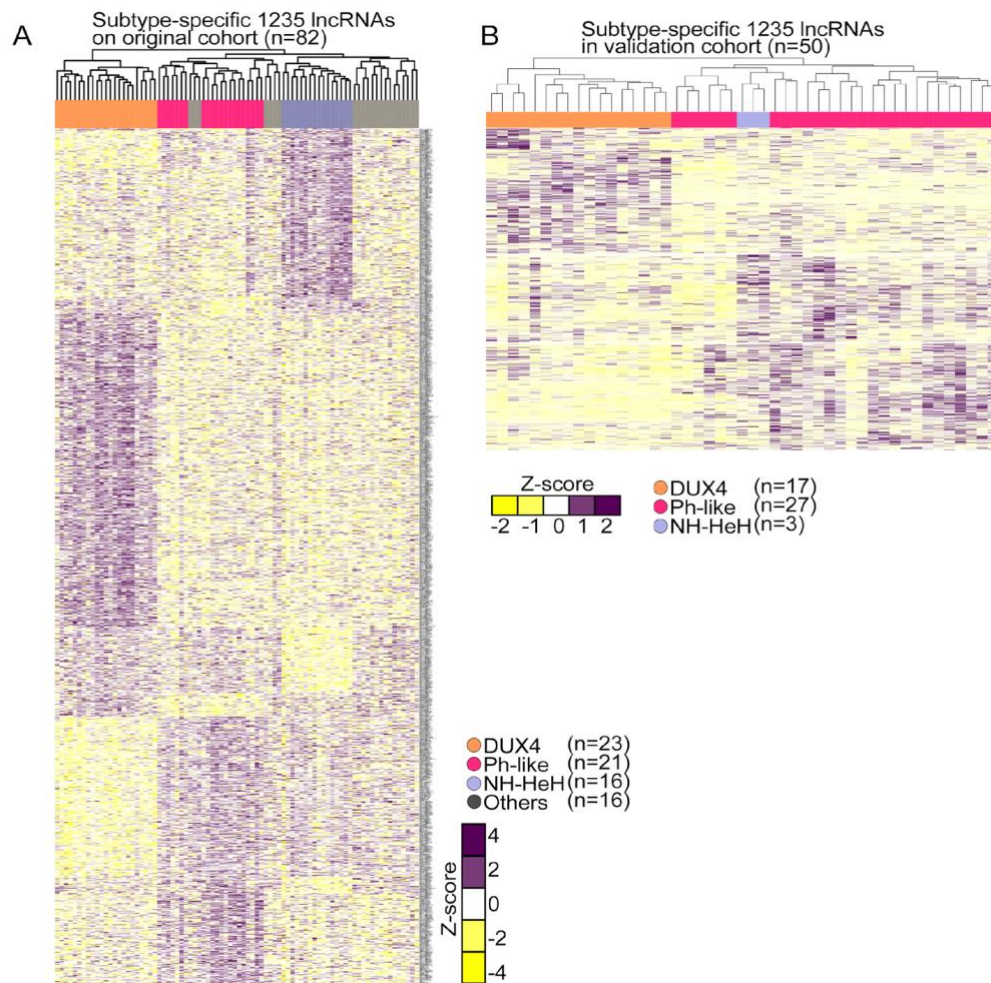 A
Subtype-specific 1235 lncRNAs
on original cohort (n=82)
B
Subtype-specific 1235 lncRNAs
in validation cohort (n=50)
Z-score
-2 -1 0 1 2
DUX4 (n=17)
Ph-like (n=27)
NH-HeH (n=3)
DUX4 (n=23)
Ph-like (n=21)
NH-HeH (n=16)
Others (n=16)
Z-score
4
2
0
-2
-4